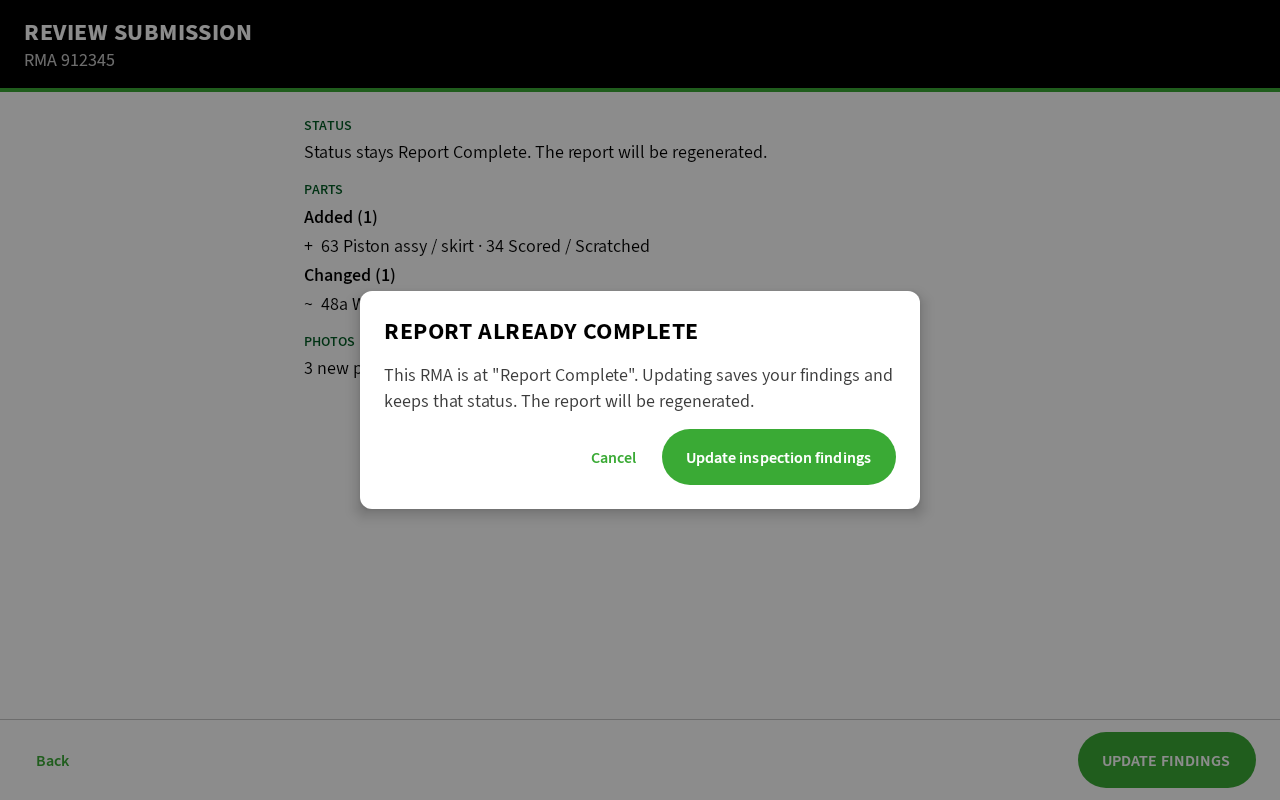 REVIEW SUBMISSION
RMA 912345
STATUS
Status stays Report Complete. The report will be regenerated.
PARTS
Added (1)
+ 63 Piston assy / skirt · 34 Scored / Scratched
Changed (1)
~ 48a
PHOTOS
3 new
REPORT ALREADY COMPLETE
This RMA is at "Report Complete". Updating saves your findings and
keeps that status. The report will be regenerated.
Cancel
Update inspection findings
Back
UPDATE FINDINGS